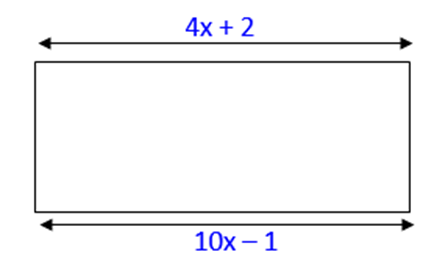 4x + 2
10x – 1